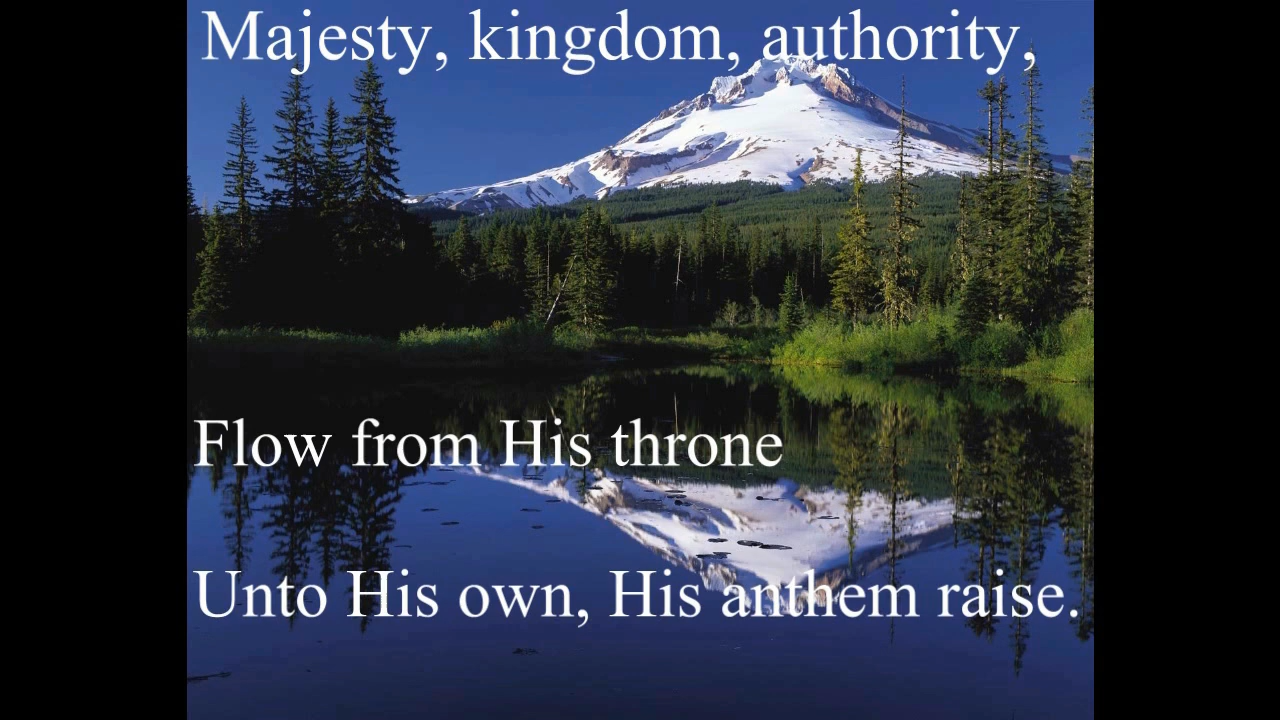 Majesty, kingdom, authority,
Flow from His throne
Unto His own, His anthem raise.